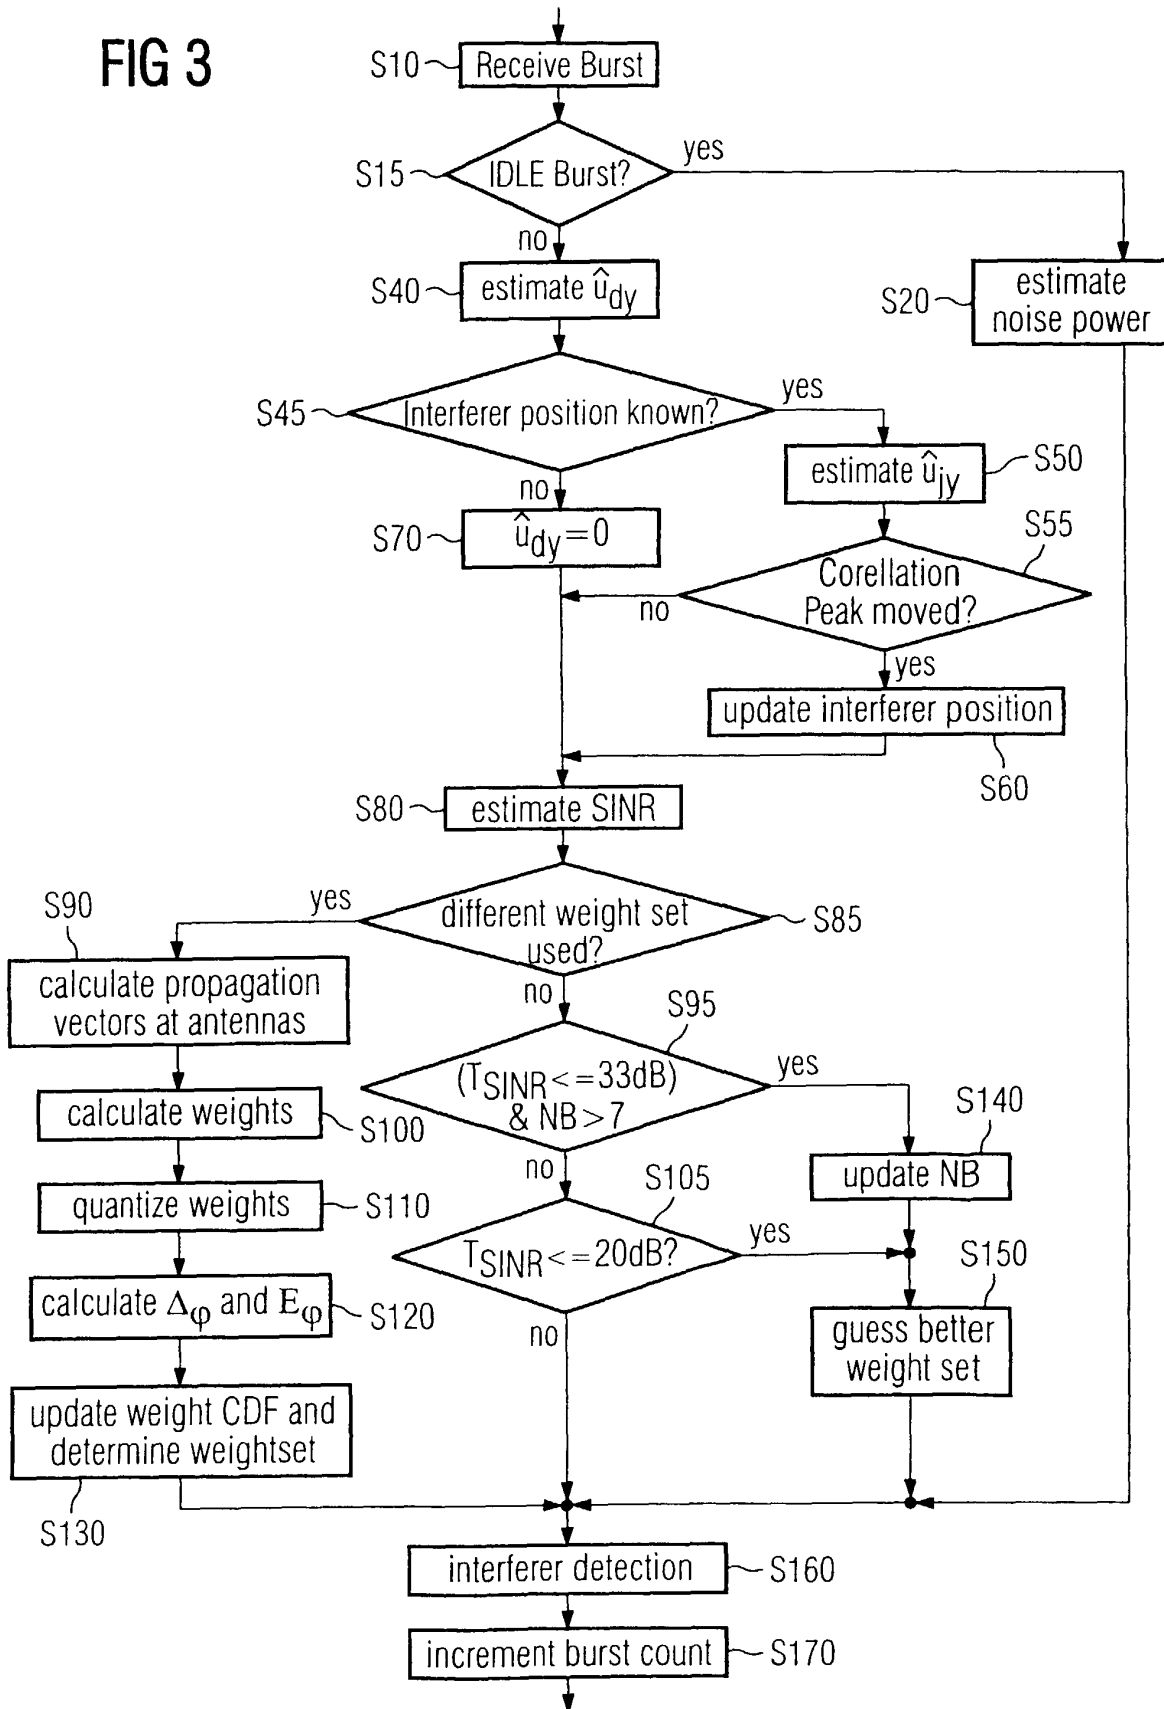 FIG 3
S10
Receive Burst
S15
IDLE Burst?
yes
no
S40
estimate û_dy
S20
estimate
noise power
S45
Interferer position known?
yes
no
estimate û_jy
S50
S70
û_dy=0
S55
Corellation
Peak moved?
no
yes
update interferer position
S60
S80
estimate SINR
S90
yes
different weight set
used?
S85
no
calculate propagation
vectors at antennas
S95
(T_SINR<=33dB)
& NB>7
yes
no
calculate weights
S100
S140
update NB
quantize weights
S110
S105
T_SINR<=20dB?
yes
no
S150
guess better
weight set
calculate Δ_φ and E_φ
S120
update weight CDF and
determine weightset
S130
interferer detection
S160
increment burst count
S170